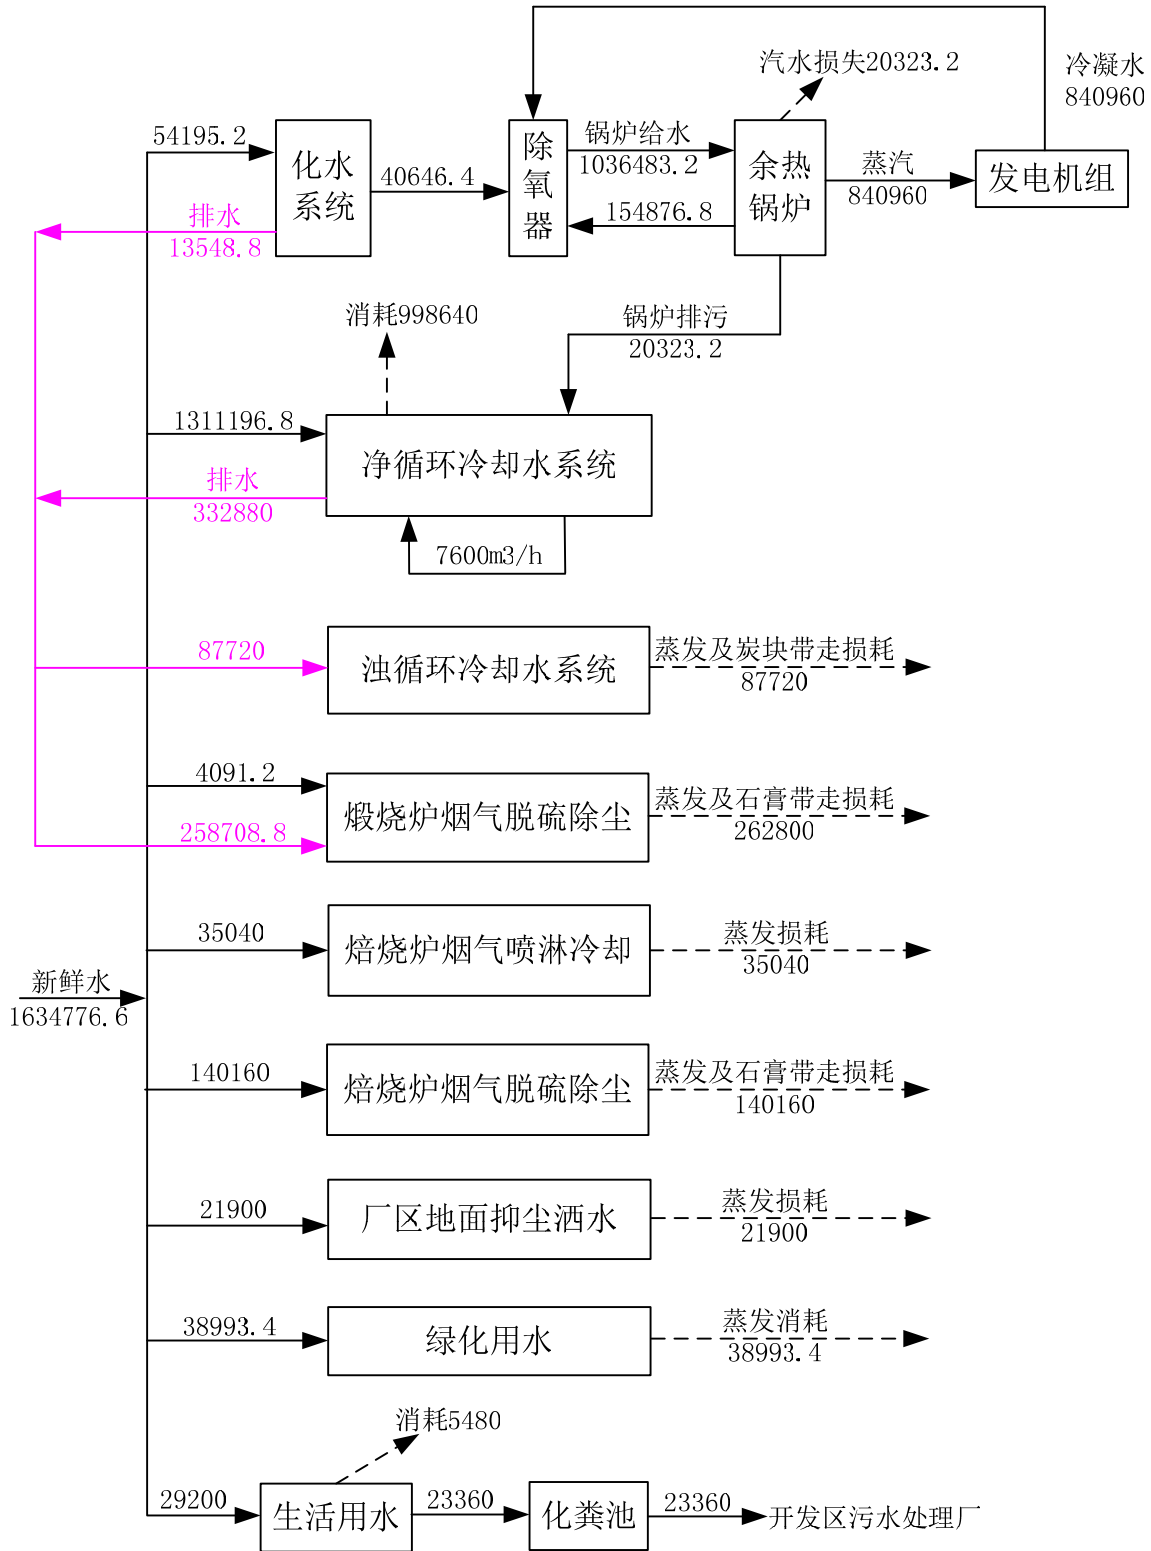 汽水损失20323.2
冷凝水
840960
54195.2
化水
系统
40646.4
除
氧
器
锅炉给水
1036483.2
154876.8
余热
锅炉
蒸汽
840960
发电机组
排水
13548.8
消耗998640
锅炉排污
20323.2
1311196.8
净循环冷却水系统
排水
332880
7600m3/h
87720
浊循环冷却水系统
蒸发及炭块带走损耗
87720
4091.2
258708.8
煅烧炉烟气脱硫除尘
蒸发及石膏带走损耗
262800
35040
焙烧炉烟气喷淋冷却
蒸发损耗
35040
新鲜水
1634776.6
140160
焙烧炉烟气脱硫除尘
蒸发及石膏带走损耗
140160
21900
厂区地面抑尘洒水
蒸发损耗
21900
38993.4
绿化用水
蒸发消耗
38993.4
消耗5480
29200
生活用水
23360
化粪池
23360
开发区污水处理厂